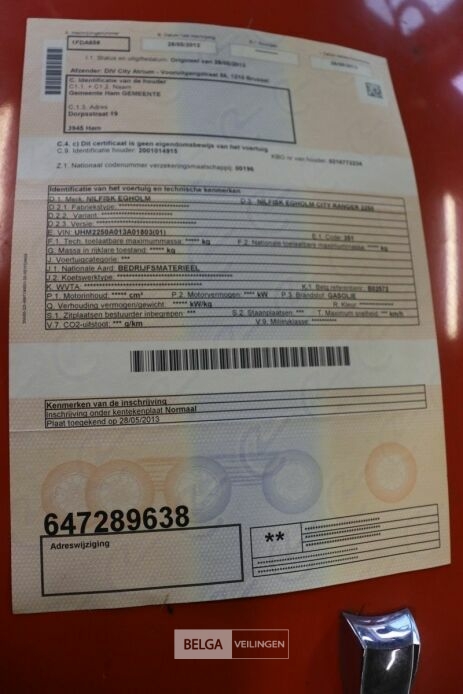 A. Inschrijvingsnummer
1FDA658
28/05/2013
I.1. Status en uitgiftedatum: Origineel van 28/05/2013
Afzender: DIV City Atrium - Vooruitgangstraat 56, 1210 Brussel
C. Identificatie van de houder
C1.1. + C1.2. Naam
Gemeente Ham GEMEENTE
C.1.3. Adres
Dorpsstraat 19
3945 Ham
C.4. c) Dit certificaat is geen eigendomsbewijs van het voertuig
C.9. Identificatie houder: 2001014915
KBO nr van houder: 0216773234
Z.1. Nationaal codenummer verzekeringsmaatschappij: 00196
Identificatie van het voertuig en technische kenmerken
D.1. Merk: NILFISK EGHOLM D.3. NILFISK EGHOLM CITY RANGER 2250
D.2.1. Fabriekstype:
D.2.2. Variant:
D.2.3. Versie:
E. VIN: UHM2250A013A01803(01) S.1. Code: 261
F.1. Tech. toelaatbare maximummassa: ***** kg F.2. Nationale toelaatbare maximummassa: ***** kg
G. Massa in rijklare toestand: ***** kg
J. Voertuigcategorie: ***
J.1. Nationale Aard: BEDRIJFSMATERIEEL
J.2. Koetswerktype:
K. WVTA: K.1. Belg referentienr.: B02573
P.1. Motorinhoud: ***** cm³ P.2. Motorvermogen: **** kW P.3. Brandstof: GASOLIE
Q. Verhouding vermogen/gewicht: ***** kW/kg R. Kleur:
S.1. Zitplaatsen bestuurder inbegrepen: *** S.2. Staanplaatsen: *** T. Maximum snelheid: *** km/h
V.7. CO2-uitstoot: *** g/km V.9. Milieuklasse:
Kenmerken van de inschrijving
Inschrijving onder kentekenplaat Normaal
Plaat toegekend op 28/05/2013
647289638
Adreswijziging
**
BELGA VEILINGEN